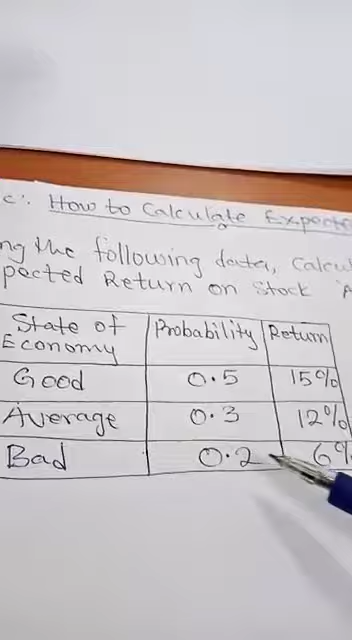 c: How to Calculate Expecte
ng the following data, Calcul
pected Return on Stock 'A
State of Economy Probability Return
Good 0.5 15%
Average 0.3 12%
Bad 0.2 6%